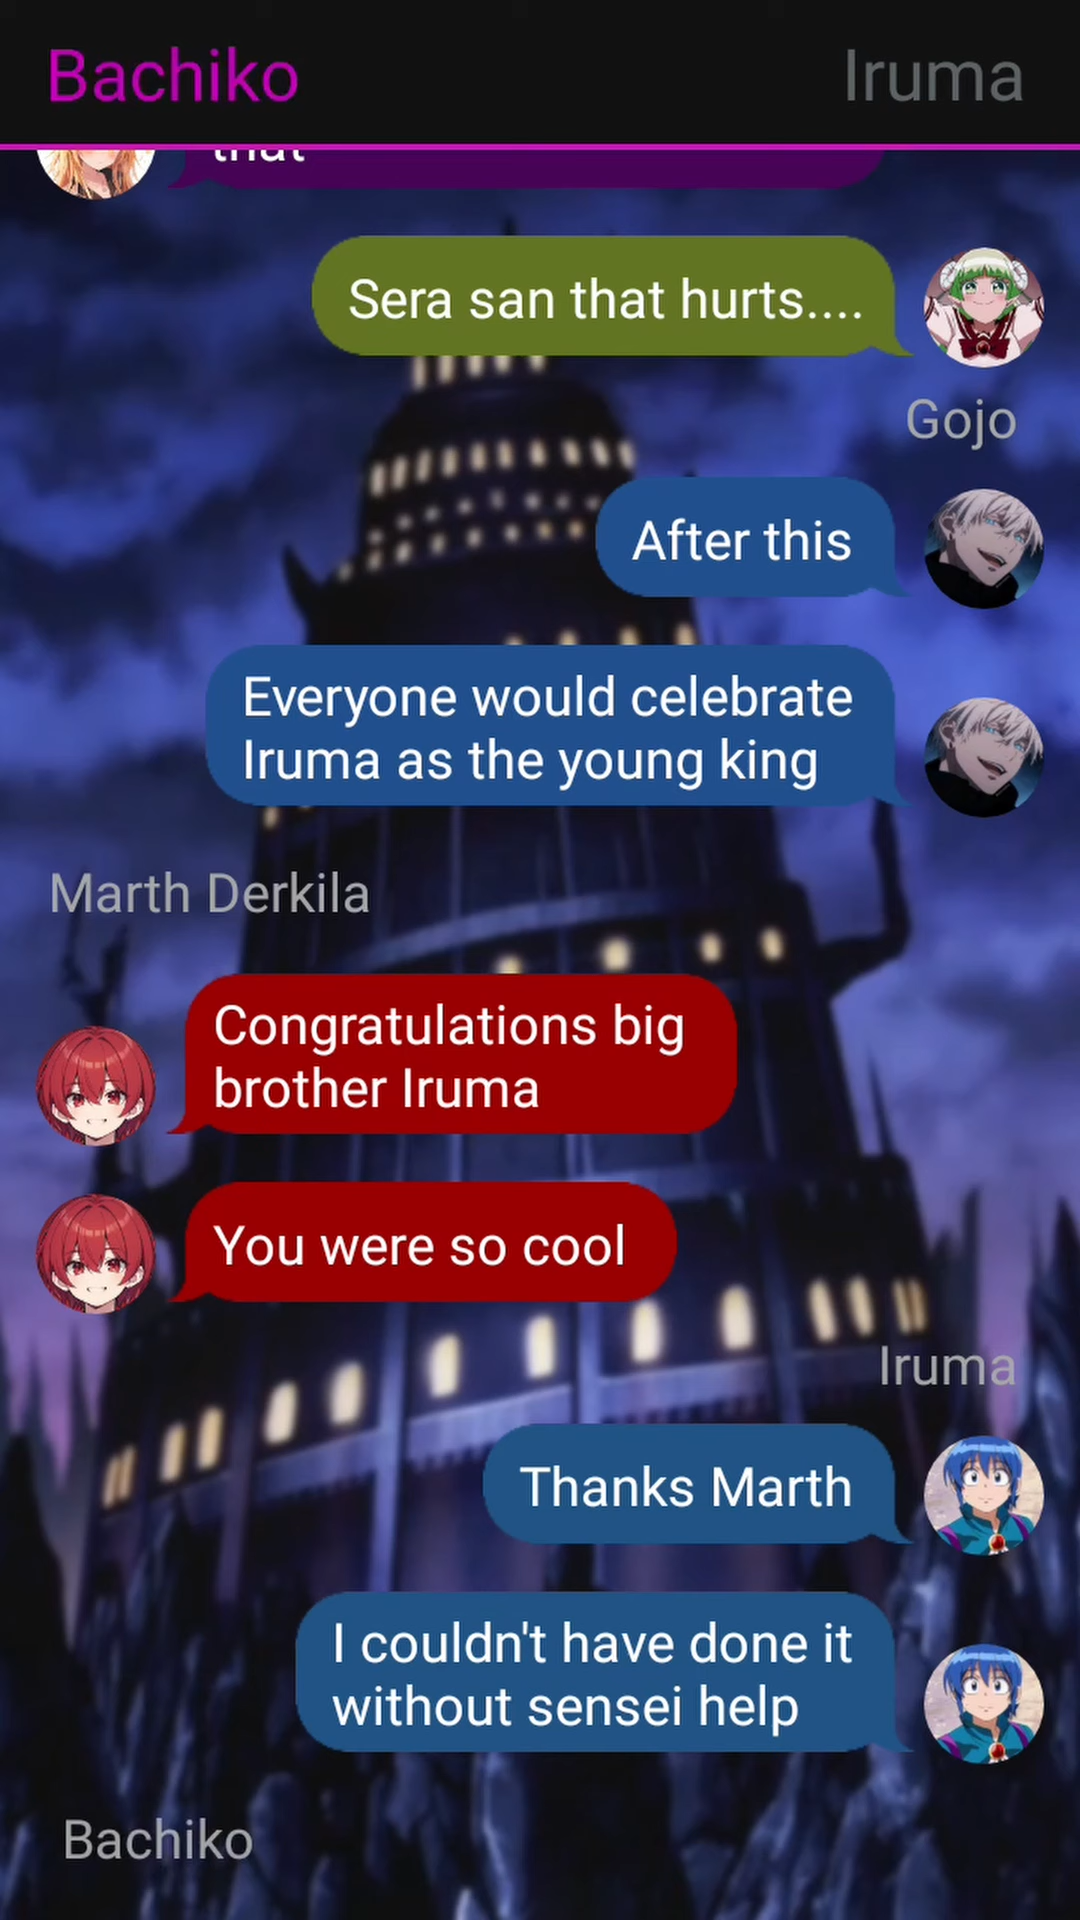 Bachiko
Iruma
that
Sera san that hurts....
Gojo
After this
Everyone would celebrate
Iruma as the young king
Marth Derkila
Congratulations big
brother Iruma
You were so cool
Iruma
Thanks Marth
I couldn't have done it
without sensei help
Bachiko